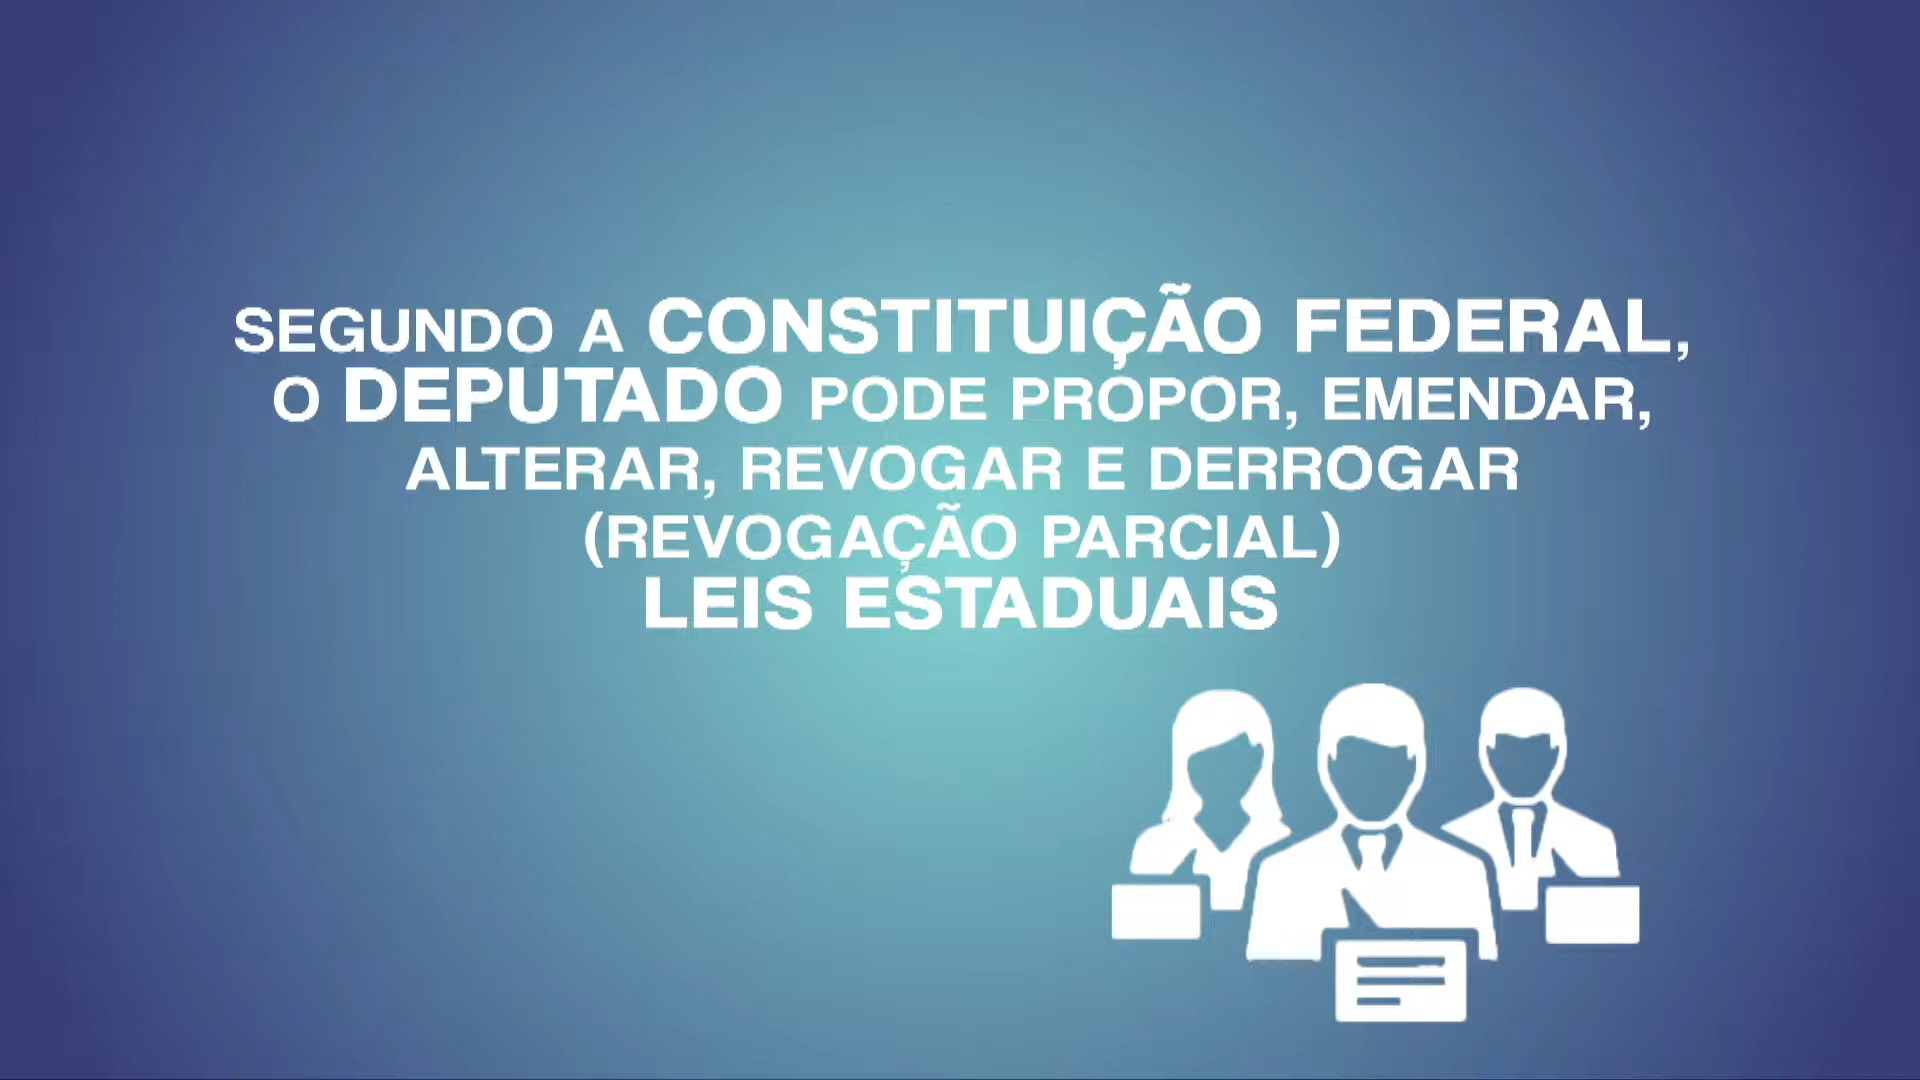 SEGUNDO A CONSTITUIÇÃO FEDERAL,
O DEPUTADO PODE PROPOR, EMENDAR,
ALTERAR, REVOGAR E DERROGAR
(REVOGAÇÃO PARCIAL)
LEIS ESTADUAIS